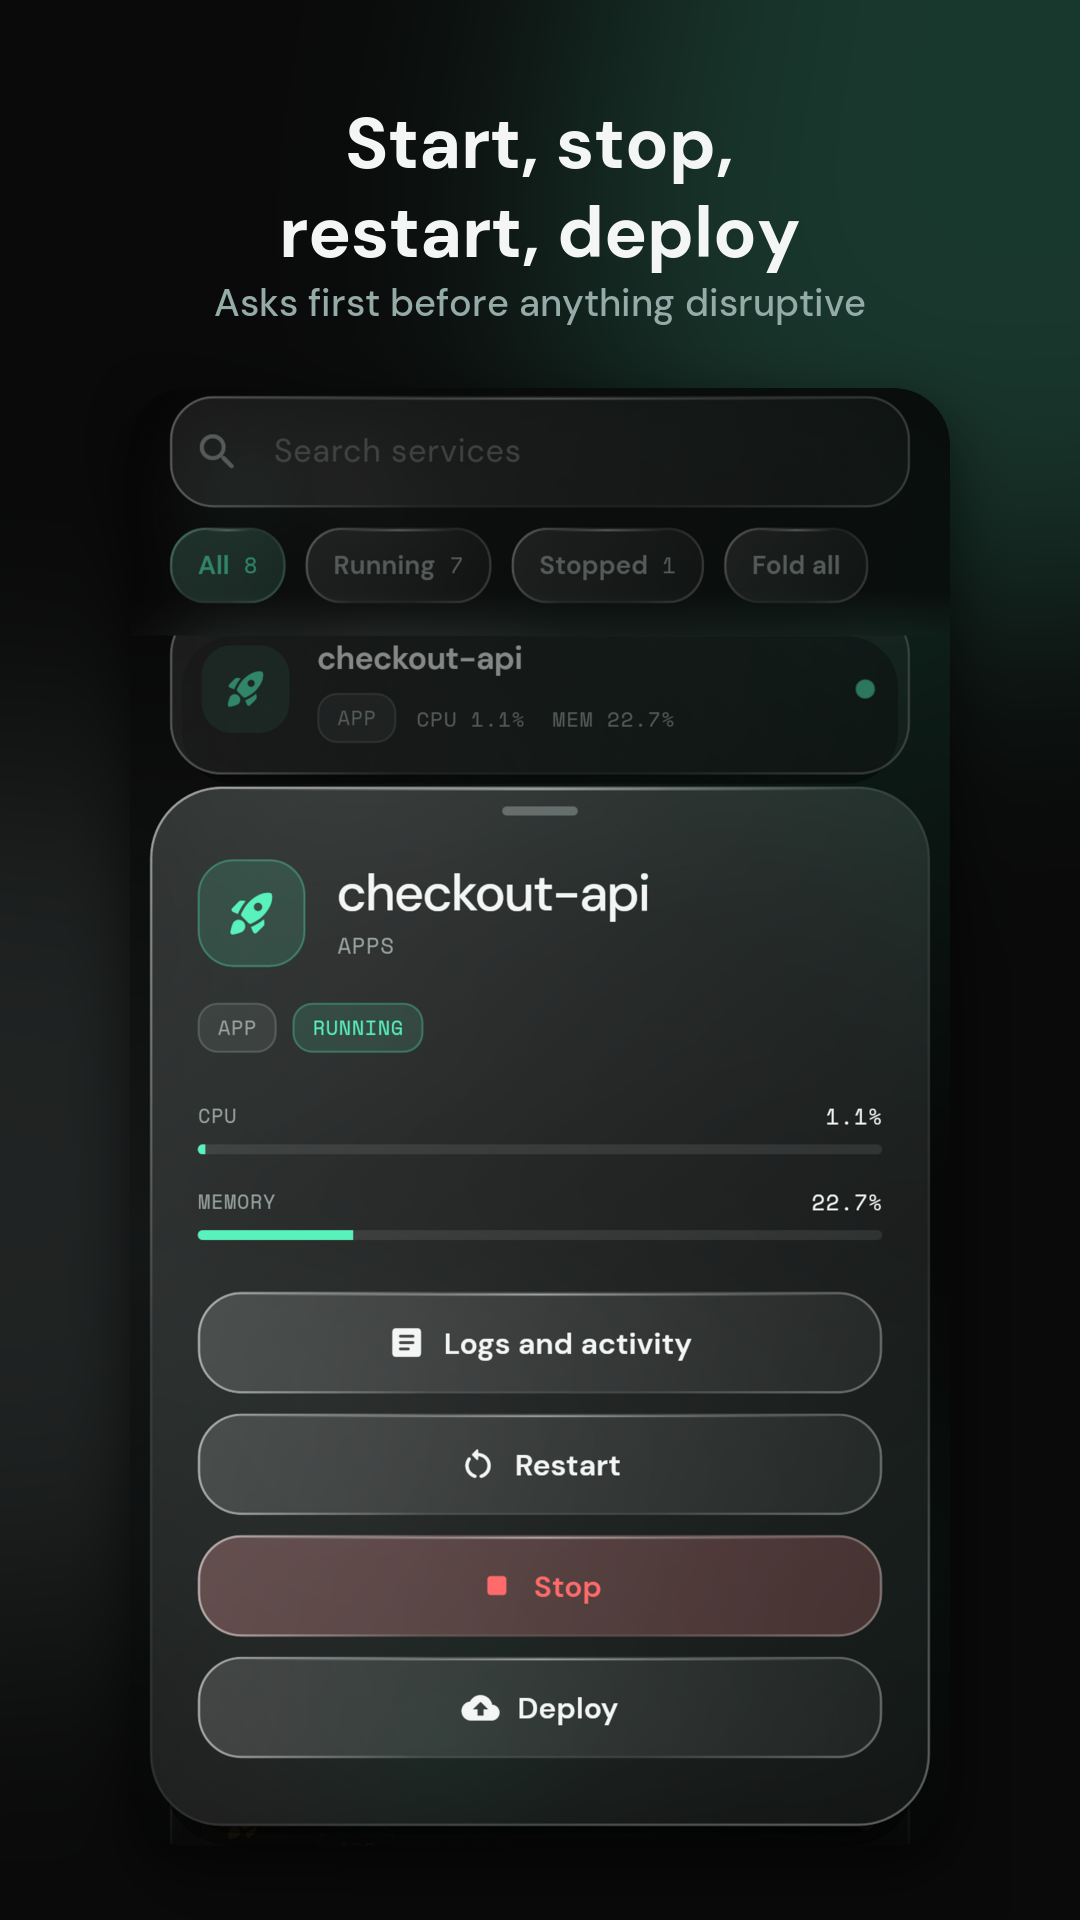 Start, stop,
restart, deploy
Asks first before anything disruptive
Search services
All 8 Running 7 Stopped 1 Fold all
checkout-api
APP CPU 1.1% MEM 22.7%
checkout-api
APPS
APP RUNNING
CPU 1.1%
MEMORY 22.7%
Logs and activity
Restart
Stop
Deploy